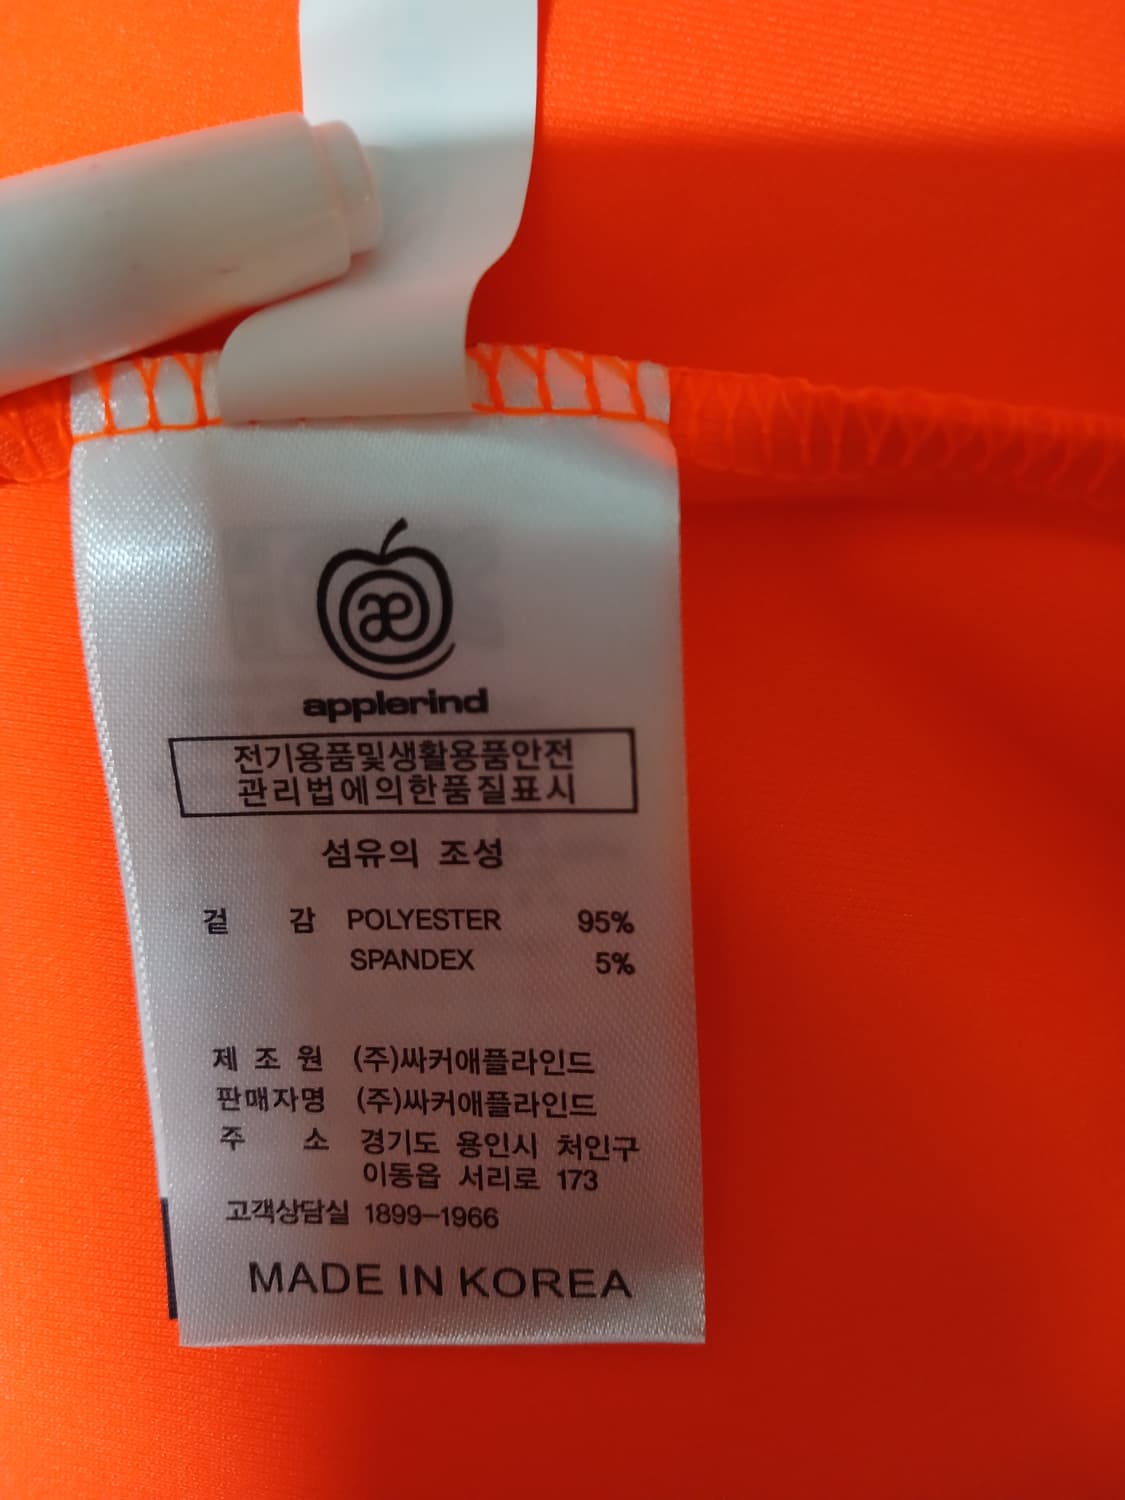 æ
applerind
전기용품및생활용품안전
관리법에의한품질표시
섬유의 조성
겉 감 POLYESTER 95%
SPANDEX 5%
제 조 원 (주)싸커애플라인드
판매자명 (주)싸커애플라인드
주 소 경기도 용인시 처인구
이동읍 서리로 173
고객상담실 1899-1966
MADE IN KOREA